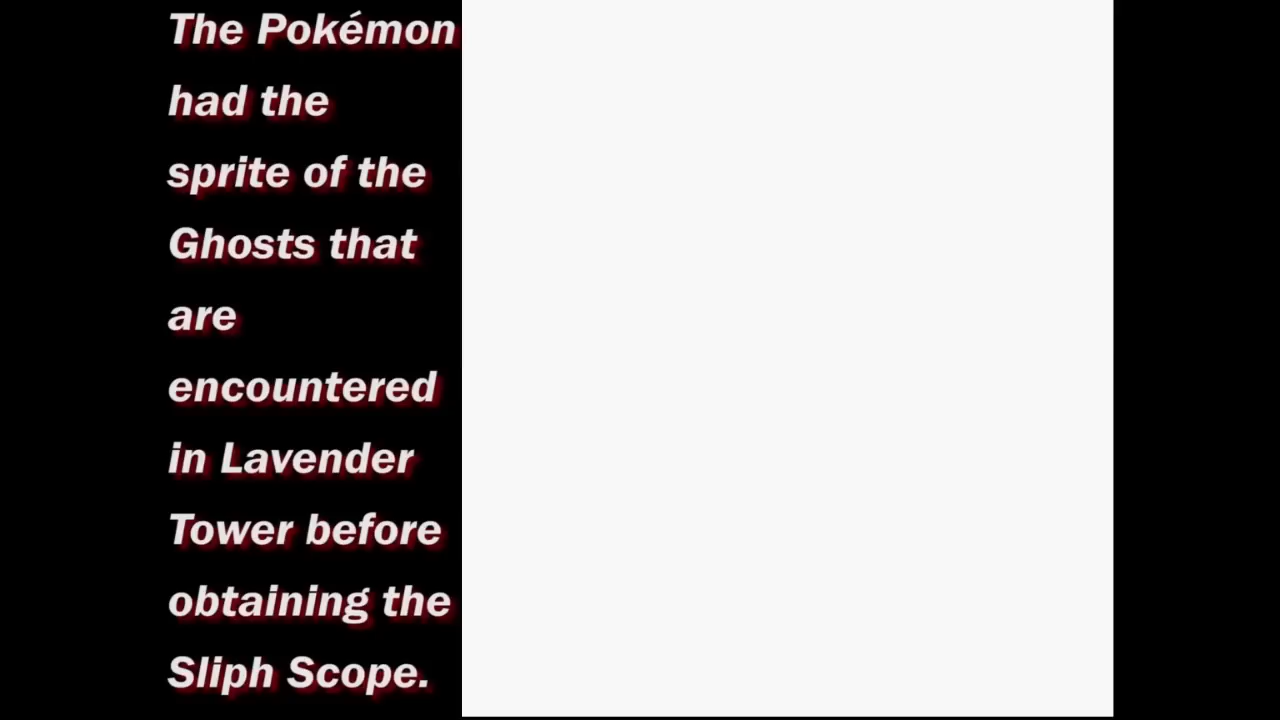 The Pokémon
had the
sprite of the
Ghosts that
are
encountered
in Lavender
Tower before
obtaining the
Sliph Scope.